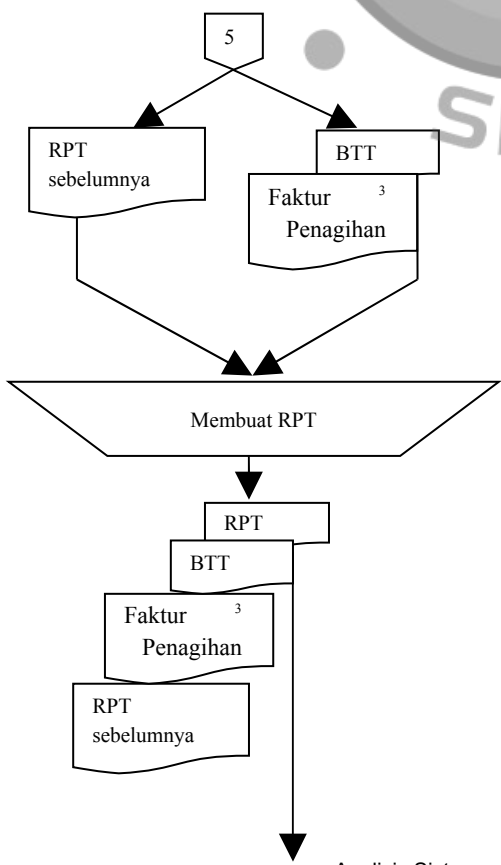 5
RPT
sebelumnya
BTT
Faktur 3
Penagihan
Membuat RPT
RPT
BTT
Faktur 3
Penagihan
RPT
sebelumnya